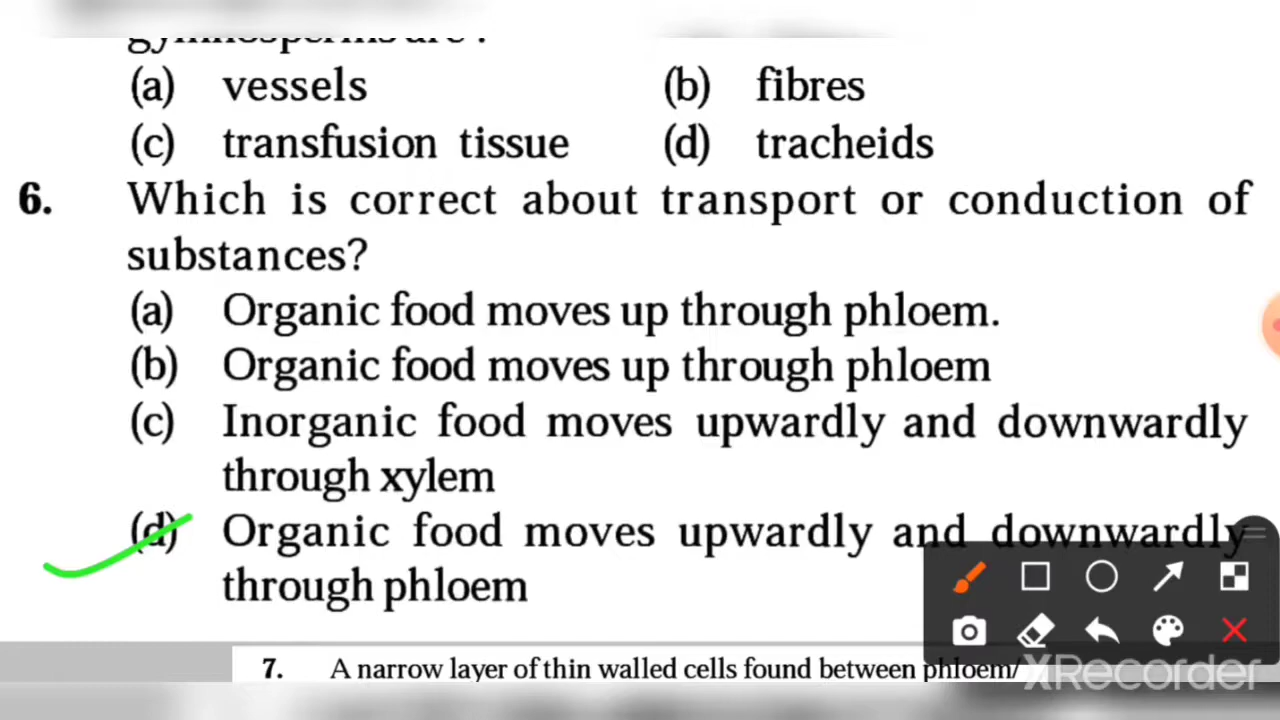 gymnosperms are :
(a) vessels (b) fibres
(c) transfusion tissue (d) tracheids
6. Which is correct about transport or conduction of
substances?
(a) Organic food moves up through phloem.
(b) Organic food moves up through phloem
(c) Inorganic food moves upwardly and downwardly
through xylem
(d) Organic food moves upwardly and downwardly
through phloem
7. A narrow layer of thin walled cells found between phloem/
XRecorder